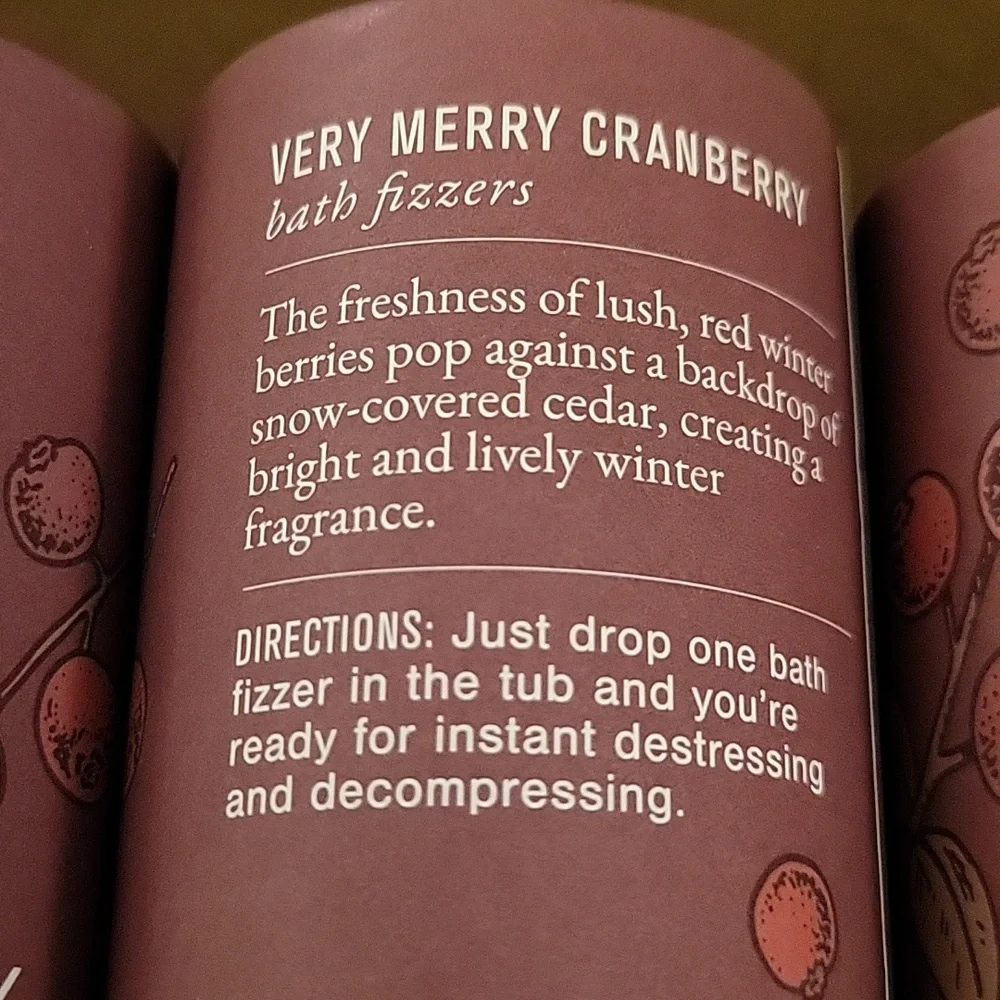 VERY MERRY CRANBERRY
bath fizzers
The freshness of lush, red winter
berries pop against a backdrop of
snow-covered cedar, creating a
bright and lively winter
fragrance.
DIRECTIONS: Just drop one bath
fizzer in the tub and you're
ready for instant destressing
and decompressing.